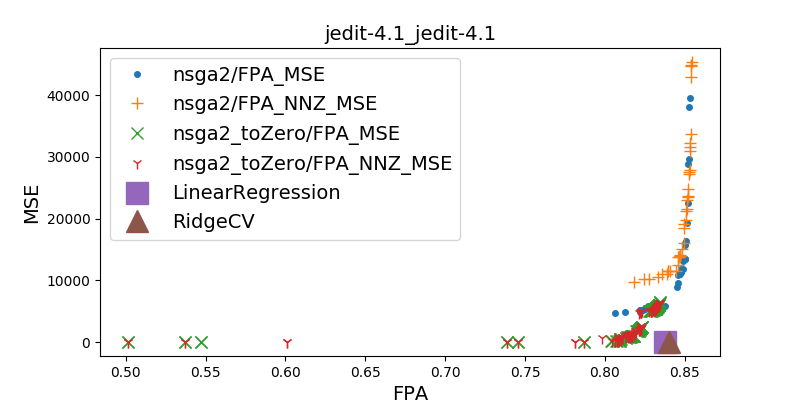 jedit-4.1_jedit-4.1
nsga2/FPA_MSE
nsga2/FPA_NNZ_MSE
nsga2_toZero/FPA_MSE
nsga2_toZero/FPA_NNZ_MSE
LinearRegression
RidgeCV
MSE
40000
30000
20000
10000
0
0.50 0.55 0.60 0.65 0.70 0.75 0.80 0.85
FPA